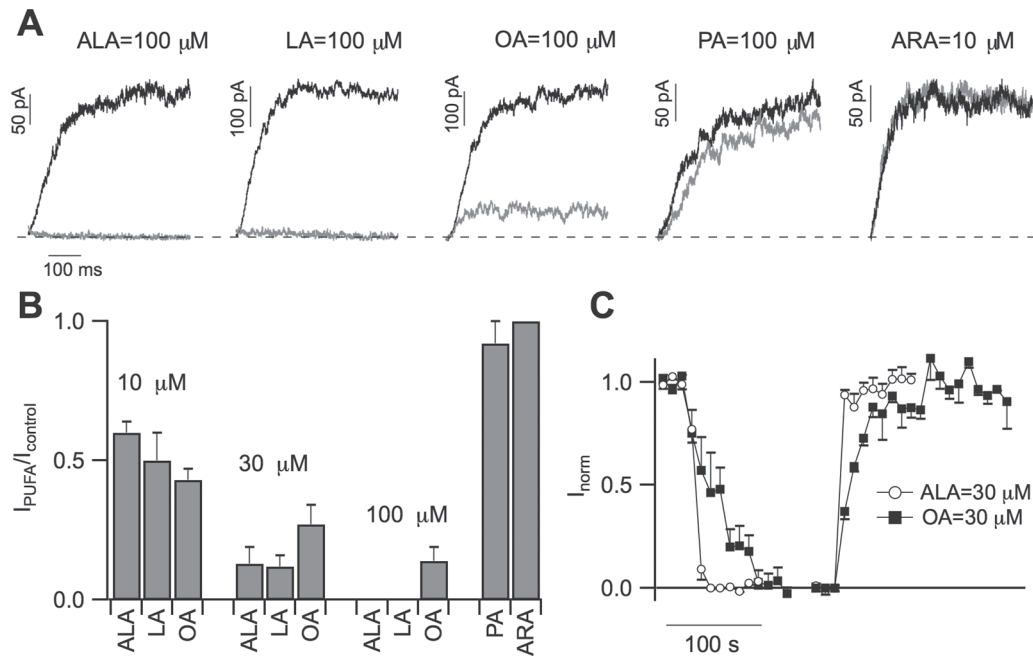 A
ALA=100 µM
LA=100 µM
OA=100 µM
PA=100 µM
ARA=10 µM
50 pA
100 pA
100 pA
50 pA
50 pA
100 ms
B
1.0
0.5
0.0
I_PUFA/I_control
10 µM
30 µM
100 µM
ALA
LA
OA
ALA
LA
OA
ALA
LA
OA
PA
ARA
C
1.0
0.5
0.0
I_norm
ALA=30 µM
OA=30 µM
100 s